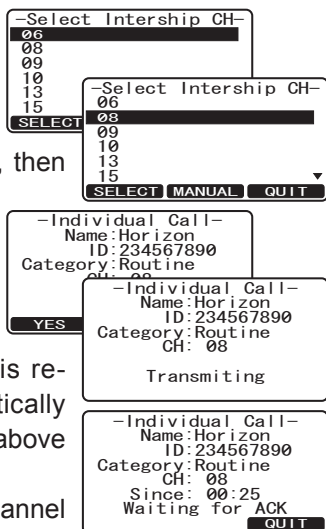 -Select Intership CH-
06
08
09
10
13
15
SELECT
-Select Intership CH-
06
08
09
10
13
15
SELECT MANUAL QUIT
, then
-Individual Call-
Name:Horizon
ID:234567890
Category:Routine
CH: 08
YES
-Individual Call-
Name:Horizon
ID:234567890
Category:Routine
CH: 08
Transmiting
is re-
tically
above
-Individual Call-
Name:Horizon
ID:234567890
Category:Routine
CH: 08
Since: 00:25
Waiting for ACK
QUIT
annel